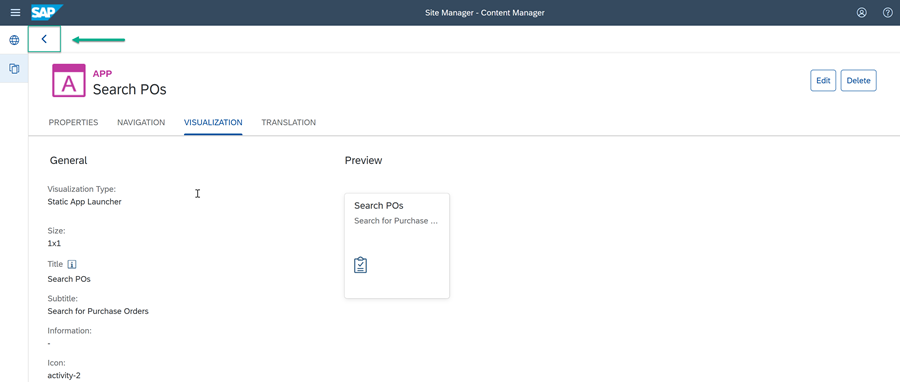 SAP
Site Manager - Content Manager
A
APP
Search POs
Edit
Delete
PROPERTIES
NAVIGATION
VISUALIZATION
TRANSLATION
General
Visualization Type:
Static App Launcher
Size:
1x1
Title
Search POs
Subtitle:
Search for Purchase Orders
Information:
-
Icon:
activity-2
Preview
Search POs
Search for Purchase ...